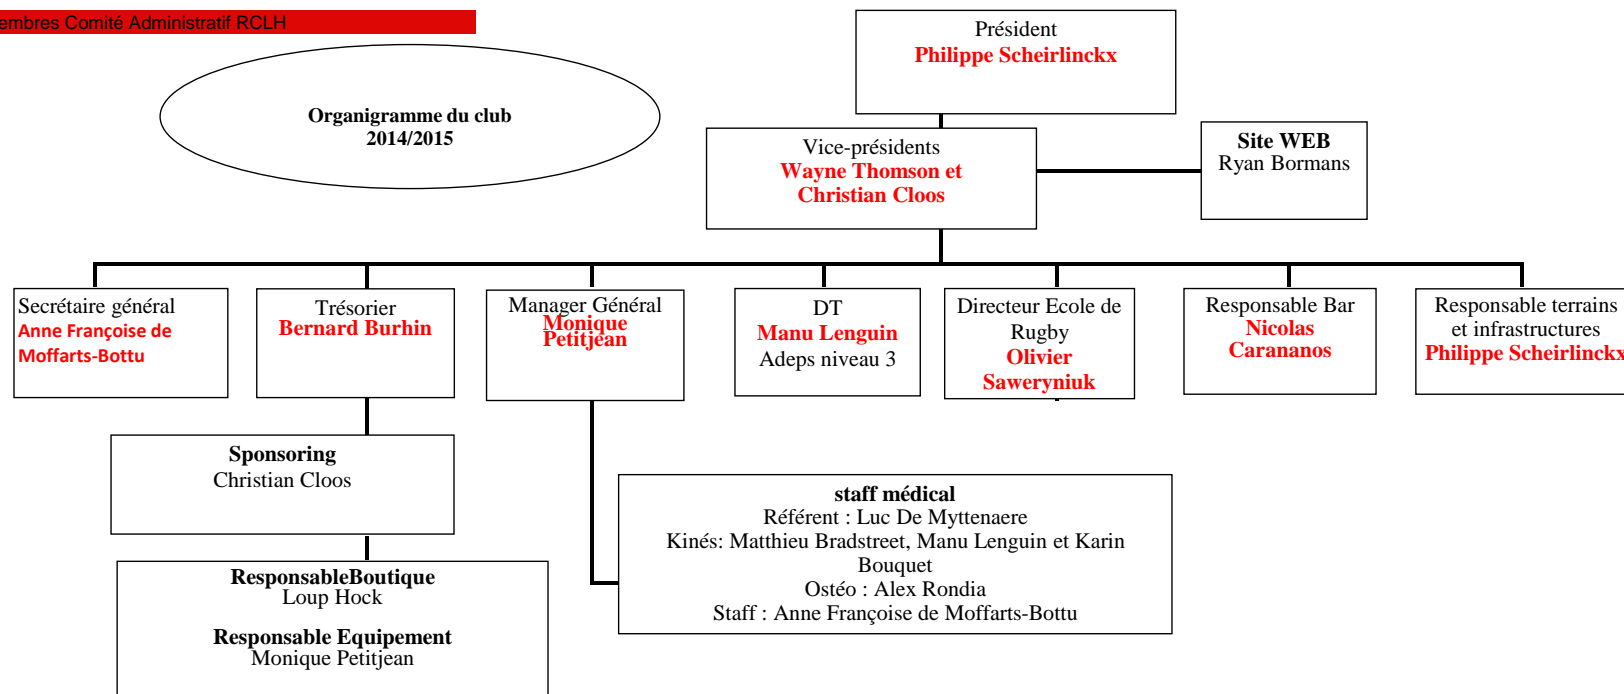 embres Comité Administratif RCLH
Organigramme du club
2014/2015
Président
Philippe Scheirlinckx
Vice-présidents
Wayne Thomson et
Christian Cloos
Site WEB
Ryan Bormans
Secrétaire général
Anne Françoise de
Moffarts-Bottu
Trésorier
Bernard Burhin
Manager Général
Monique
Petitjean
DT
Manu Lenguin
Adeps niveau 3
Directeur Ecole de
Rugby
Olivier
Saweryniuk
Responsable Bar
Nicolas
Carananos
Responsable terrains
et infrastructures
Philippe Scheirlinckx
Sponsoring
Christian Cloos
staff médical
Référent : Luc De Myttenaere
Kinés: Matthieu Bradstreet, Manu Lenguin et Karin
Bouquet
Ostéo : Alex Rondia
Staff : Anne Françoise de Moffarts-Bottu
ResponsableBoutique
Loup Hock
Responsable Equipement
Monique Petitjean